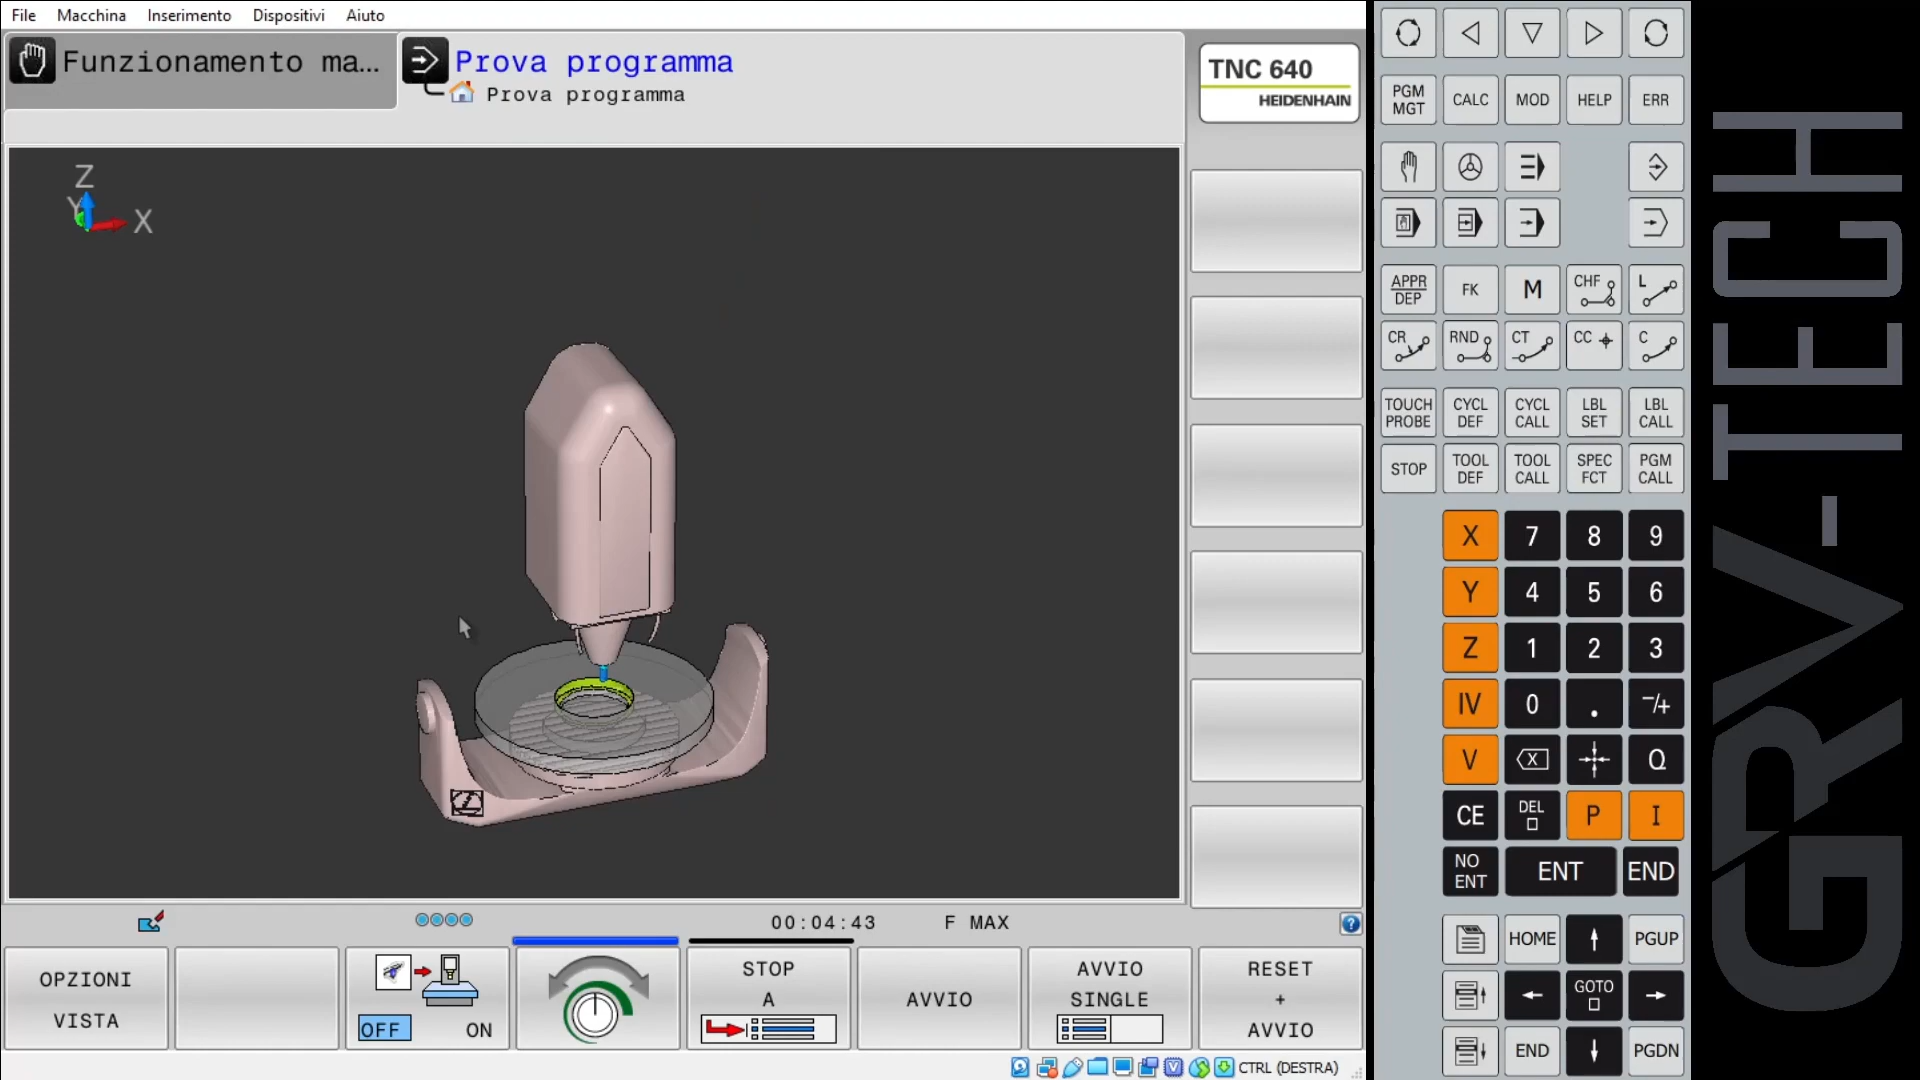 File Macchina Inserimento Dispositivi Aiuto
Funzionamento ma...
Prova programma
Prova programma
TNC 640
HEIDENHAIN
Z
Y
X
00:04:43 F MAX
OPZIONI
VISTA
OFF ON
STOP
A
AVVIO
AVVIO
SINGLE
RESET
+
AVVIO
CTRL (DESTRA)
PGM
MGT
CALC
MOD
HELP
ERR
APPR
DEP
FK
M
CHF
L
CR
RND
CT
CC
C
TOUCH
PROBE
CYCL
DEF
CYCL
CALL
LBL
SET
LBL
CALL
STOP
TOOL
DEF
TOOL
CALL
SPEC
FCT
PGM
CALL
X 7 8 9
Y 4 5 6
Z 1 2 3
IV 0 . −/+
V X Q
CE
DEL
P I
NO
ENT
ENT
END
HOME
PGUP
GOTO
END
PGDN
GRV-TECH